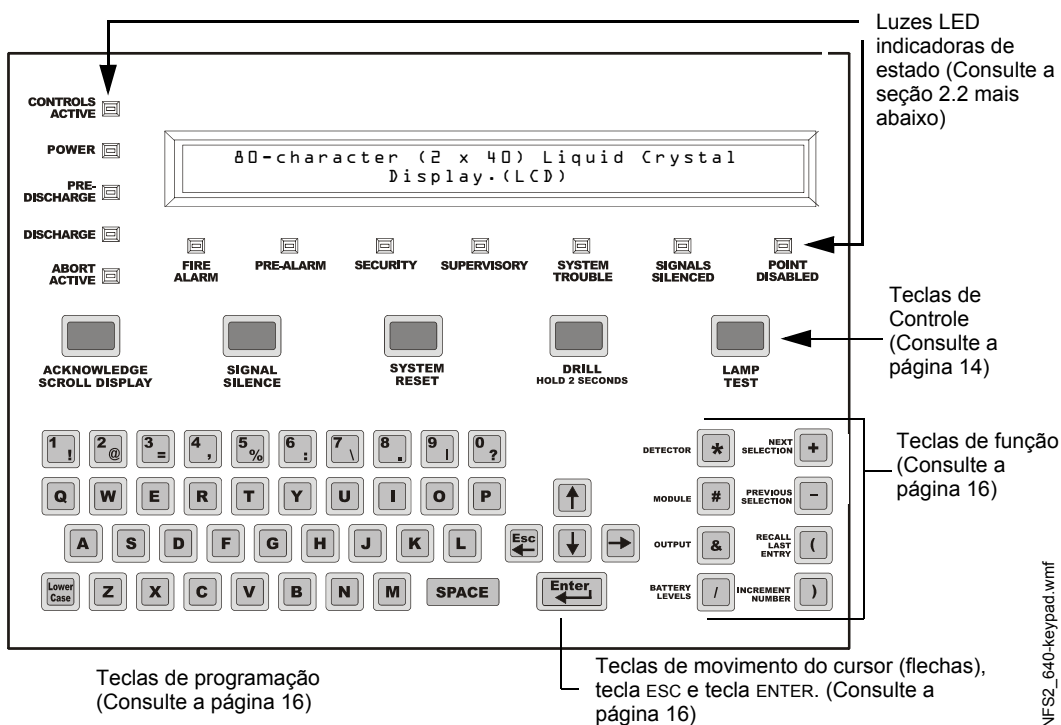 Luzes LED
indicadoras de
estado (Consulte a
seção 2.2 mais
abaixo)
CONTROLS
ACTIVE
POWER
PRE-
DISCHARGE
DISCHARGE
ABORT
ACTIVE
80-character (2 x 40) Liquid Crystal
Display.(LCD)
FIRE
ALARM
PRE-ALARM
SECURITY
SUPERVISORY
SYSTEM
TROUBLE
SIGNALS
SILENCED
POINT
DISABLED
Teclas de
Controle
(Consulte a
página 14)
ACKNOWLEDGE
SCROLL DISPLAY
SIGNAL
SILENCE
SYSTEM
RESET
DRILL
HOLD 2 SECONDS
LAMP
TEST
1 ! 2 @ 3 = 4 , 5 % 6 : 7 \ 8 . 9 | 0 ?
Q W E R T Y U I O P
A S D F G H J K L Esc
Lower
Case
Z X C V B N M SPACE Enter
DETECTOR * NEXT
SELECTION +
MODULE # PREVIOUS
SELECTION -
OUTPUT & RECALL
LAST
ENTRY (
BATTERY
LEVELS / INCREMENT
NUMBER )
Teclas de função
(Consulte a
página 16)
Teclas de programação
(Consulte a página 16)
Teclas de movimento do cursor (flechas),
tecla ESC e tecla ENTER. (Consulte a
página 16)
NFS2_640-keypad.wmf